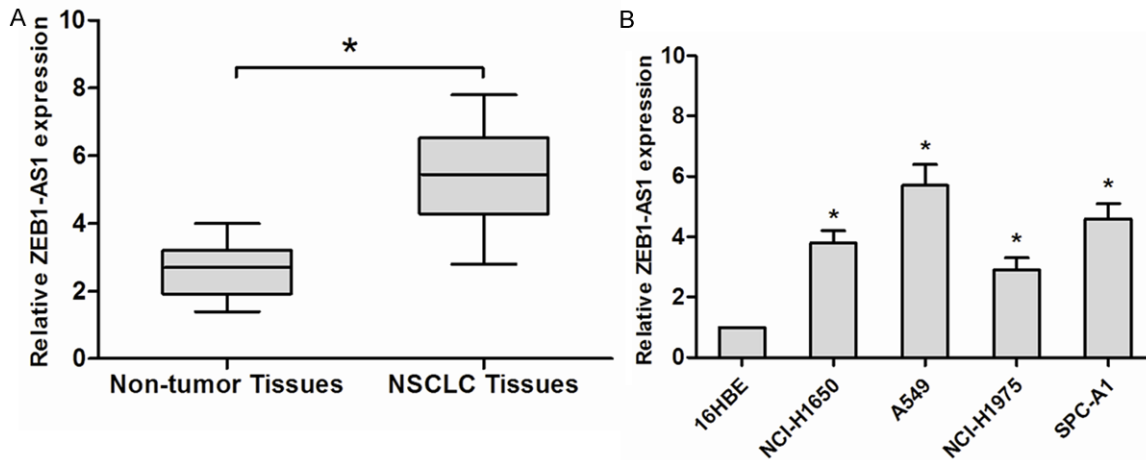 A
Relative ZEB1-AS1 expression
10
8
6
4
2
0
*
Non-tumor Tissues
NSCLC Tissues
B
Relative ZEB1-AS1 expression
10
8
6
4
2
0
*
*
*
*
16HBE
NCI-H1650
A549
NCI-H1975
SPC-A1